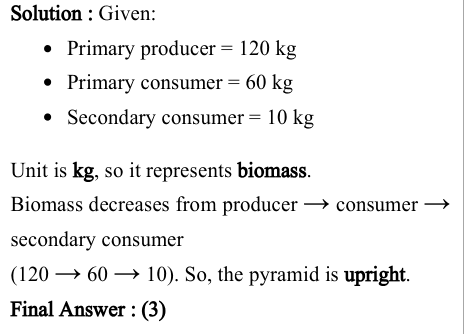 Solution : Given:
• Primary producer = 120 kg
• Primary consumer = 60 kg
• Secondary consumer = 10 kg
Unit is kg, so it represents biomass.
Biomass decreases from producer → consumer →
secondary consumer
(120 → 60 → 10). So, the pyramid is upright.
Final Answer : (3)